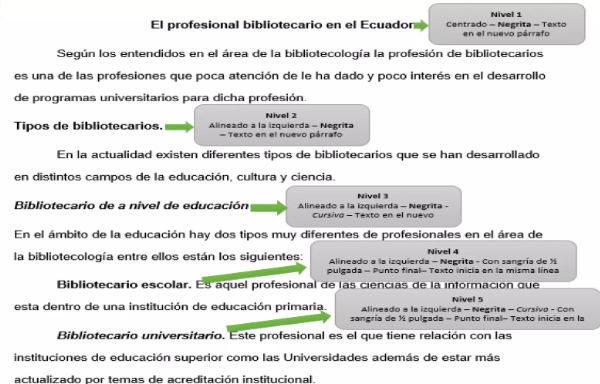 El profesional bibliotecario en el Ecuador
Nivel 1
Centrado – Negrita – Texto
en el nuevo párrafo
Según los entendidos en el área de la bibliotecología la profesión de bibliotecarios
es una de las profesiones que poca atención de le ha dado y poco interés en el desarrollo
de programas universitarios para dicha profesión.
Tipos de bibliotecarios.
Nivel 2
Alineado a la izquierda – Negrita
– Texto en el nuevo párrafo
En la actualidad existen diferentes tipos de bibliotecarios que se han desarrollado
en distintos campos de la educación, cultura y ciencia.
Bibliotecario de a nivel de educación
Nivel 3
Alineado a la izquierda – Negrita -
Cursiva – Texto en el nuevo
En el ámbito de la educación hay dos tipos muy diferentes de profesionales en el área de
la bibliotecología entre ellos están los siguientes:
Nivel 4
Alineado a la izquierda – Negrita - Con sangría de ½
pulgada – Punto final– Texto inicia en la misma línea
Bibliotecario escolar. Es aquel profesional de las ciencias de la información que
esta dentro de una institución de educación primaria.
Nivel 5
Alineado a la izquierda – Negrita – Cursiva - Con
sangría de ½ pulgada – Punto final– Texto inicia en la
Bibliotecario universitario. Este profesional es el que tiene relación con las
instituciones de educación superior como las Universidades además de estar más
actualizado por temas de acreditación institucional.